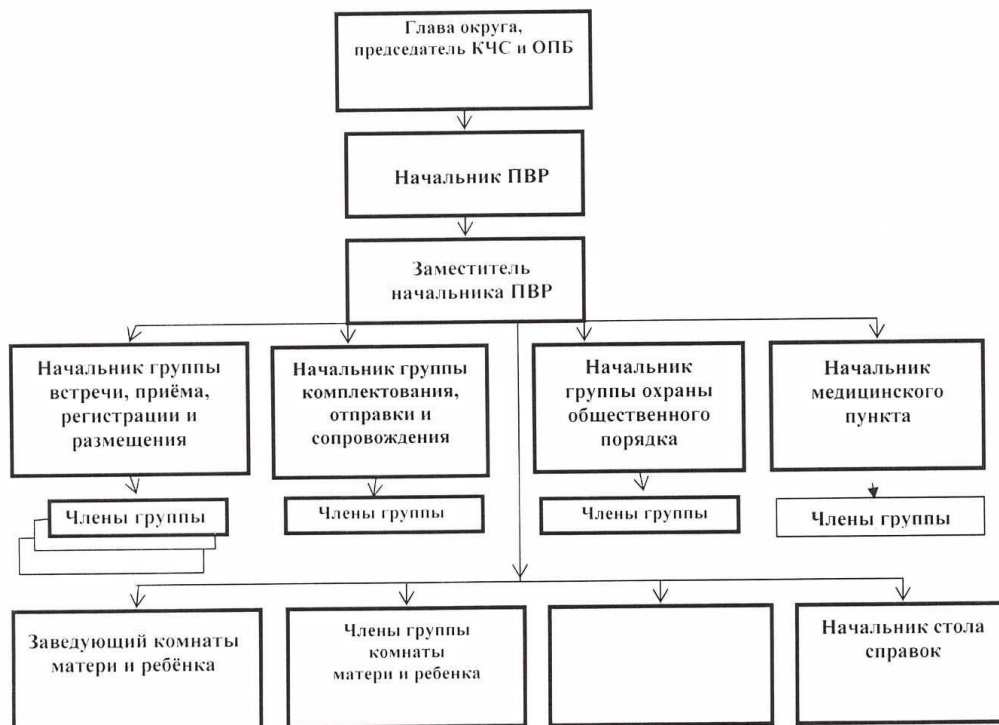 Глава округа,
председатель КЧС и ОПБ
Начальник ПВР
Заместитель
начальника ПВР
Начальник группы
встречи, приёма,
регистрации и
размещения
Начальник группы
комплектования,
отправки и
сопровождения
Начальник
группы охраны
общественного
порядка
Начальник
медицинского
пункта
Члены группы
Члены группы
Члены группы
Члены группы
Заведующий комнаты
матери и ребёнка
Члены группы
комнаты
матери и ребенка
Начальник стола
справок